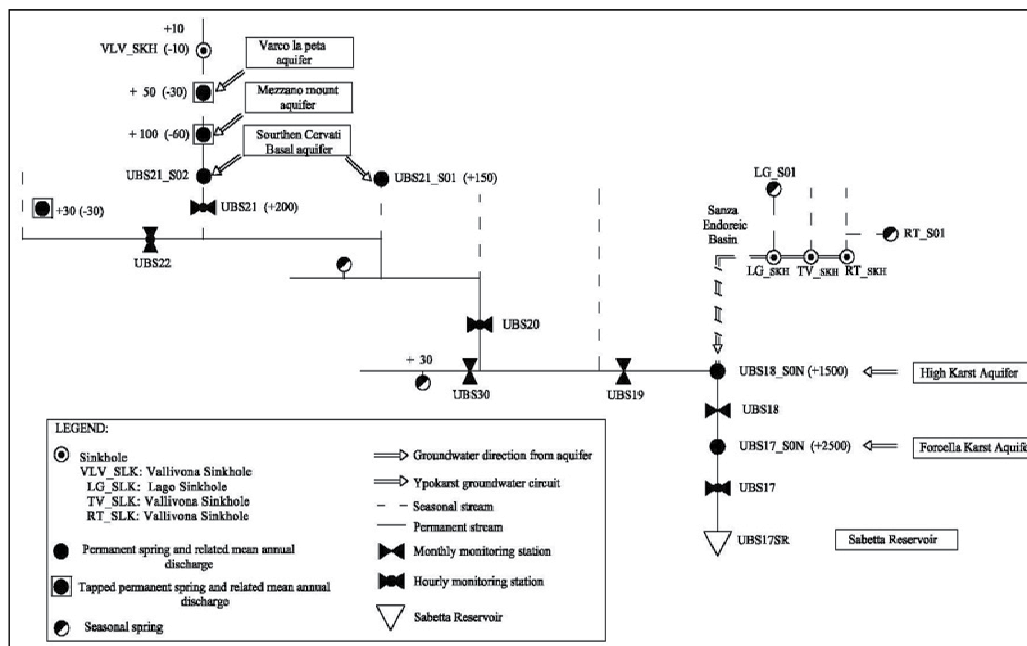 +10
VLV_SKH (-10)
Varco la peta
aquifer
+ 50 (-30)
Mezzano mount
aquifer
+ 100 (-60)
Sourthen Cervati
Basal aquifer
UBS21_S02
UBS21_S01 (+150)
+30 (-30)
UBS21 (+200)
UBS22
LG_S01
Sanza
Endoreic
Basin
RT_S01
LG_SKH
TV_SKH
RT_SKH
UBS20
+ 30
UBS30
UBS19
UBS18_S0N (+1500)
High Karst Aquifer
UBS18
UBS17_S0N (+2500)
Forcella Karst Aquife
UBS17
UBS17SR
Sabetta Reservoir
LEGEND:
Sinkhole
VLV_SLK: Vallivona Sinkhole
LG_SLK: Lago Sinkhole
TV_SLK: Vallivona Sinkhole
RT_SLK: Vallivona Sinkhole
Permanent spring and related mean annual
discharge
Tapped permanent spring and related mean annual
discharge
Seasonal spring
Groundwater direction from aquifer
Ypokarst groundwater circuit
Seasonal stream
Permanent stream
Monthly monitoring station
Hourly monitoring station
Sabetta Reservoir